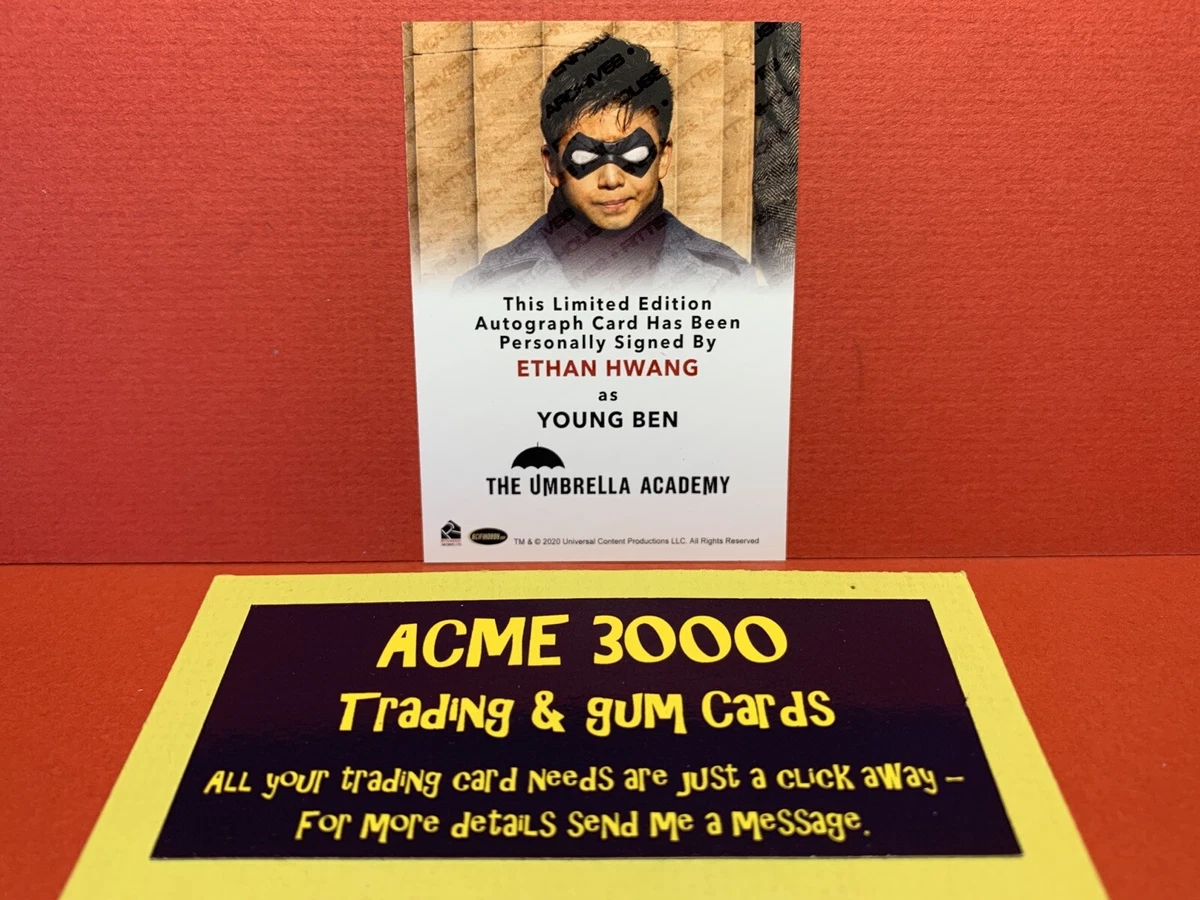 This Limited Edition
Autograph Card Has Been
Personally Signed By
ETHAN HWANG
as
YOUNG BEN
THE UMBRELLA ACADEMY
TM & © 2020 Universal Content Productions LLC. All Rights Reserved
ACME 3000
Trading & gum Cards
All your trading card needs are just a click away –
For more details send me a message.